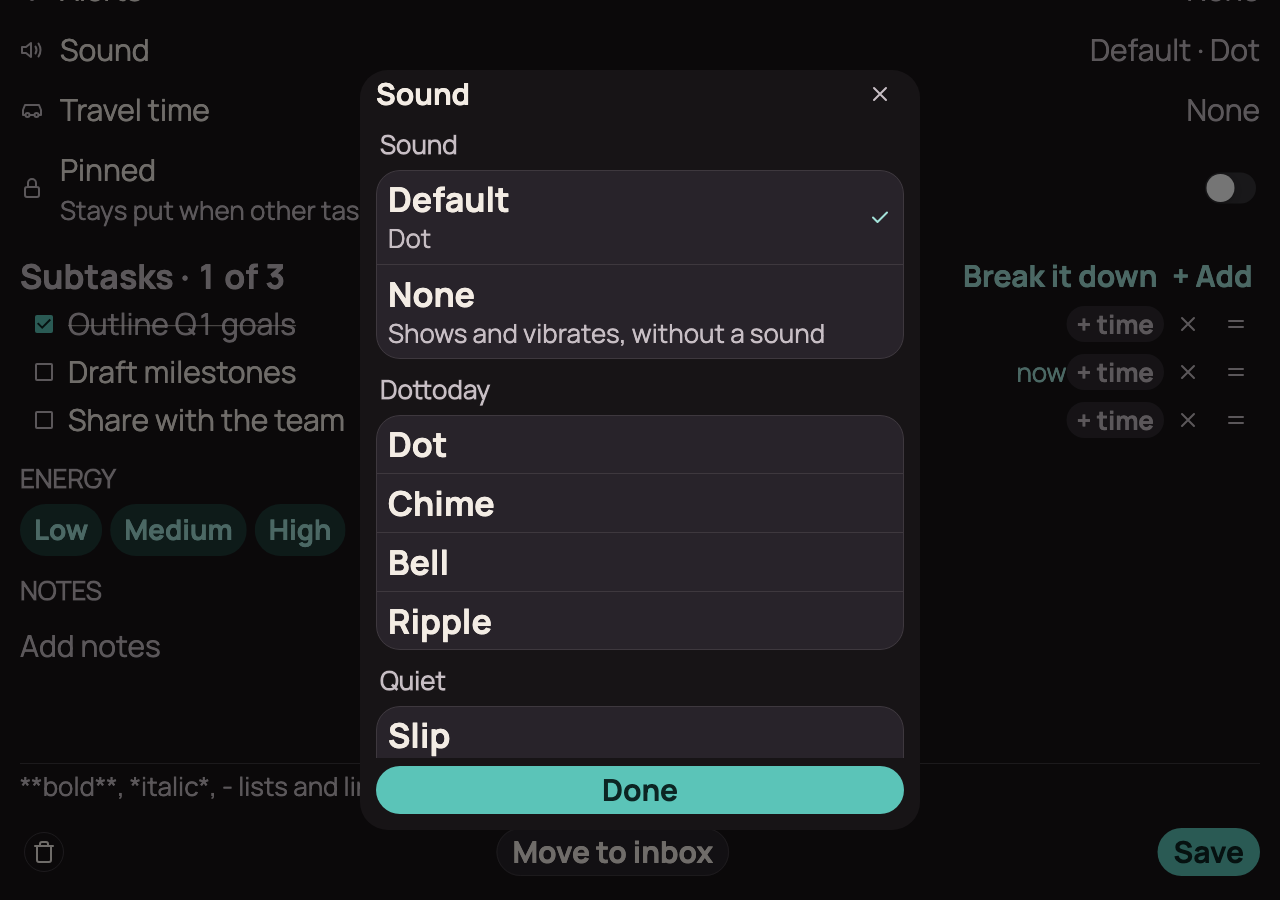 Sound
Default · Dot
Travel time
None
Pinned
Stays put when other tas
Subtasks · 1 of 3
Break it down
+ Add
Outline Q1 goals
+ time
Draft milestones
now + time
Share with the team
+ time
ENERGY
Low
Medium
High
NOTES
Add notes
**bold**, *italic*, - lists and
Move to inbox
Save
Sound
Sound
Default
Dot
None
Shows and vibrates, without a sound
Dottoday
Dot
Chime
Bell
Ripple
Quiet
Slip
Done